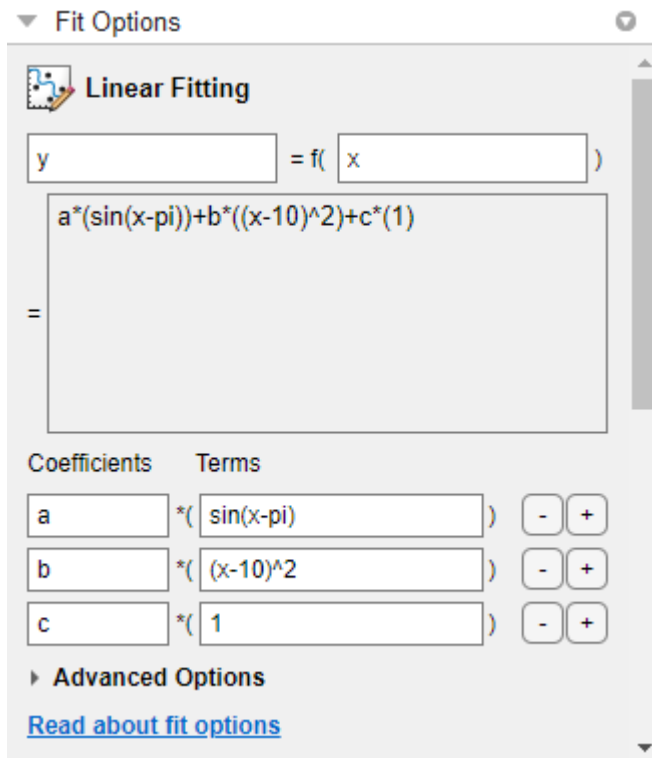 Fit Options
Linear Fitting
y = f( x )
= a*(sin(x-pi))+b*((x-10)^2)+c*(1)
Coefficients Terms
a *( sin(x-pi) ) - +
b *( (x-10)^2 ) - +
c *( 1 ) - +
Advanced Options
Read about fit options